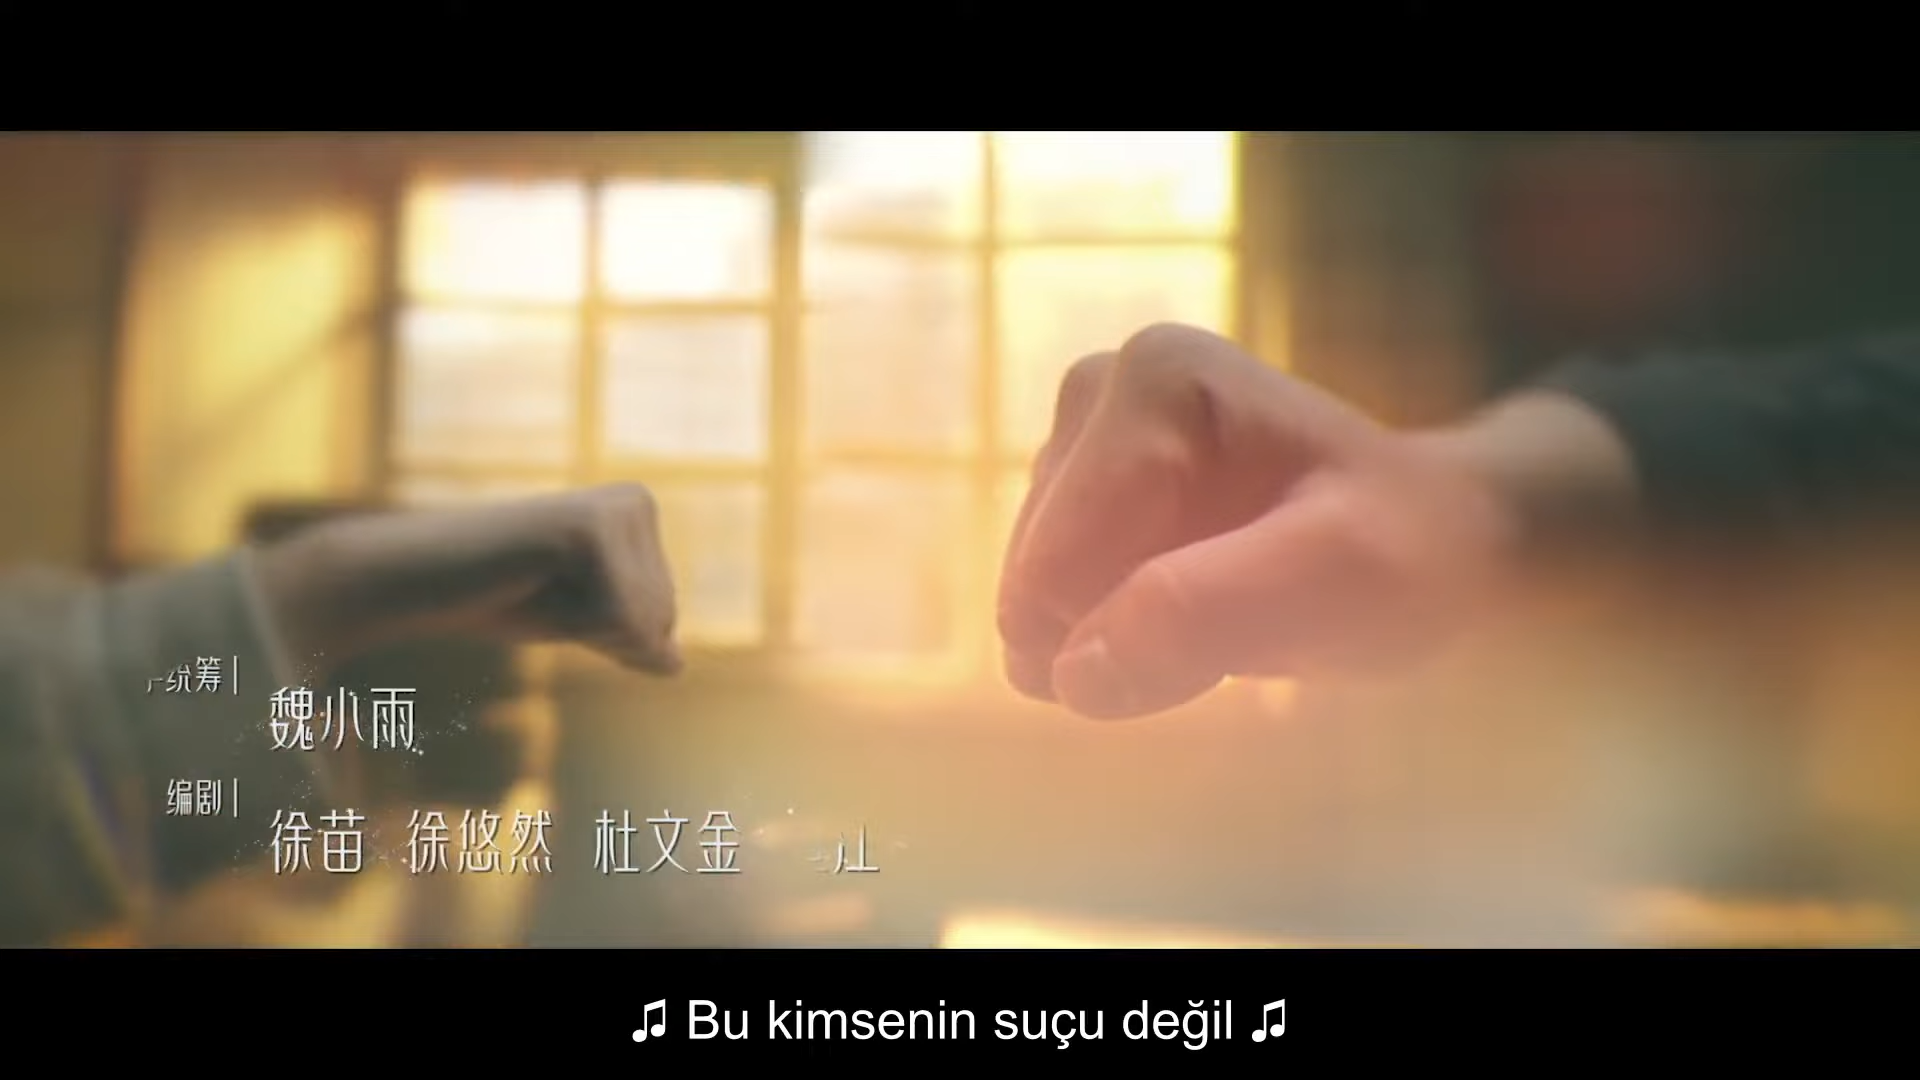 统筹|
魏小雨
编剧|
徐苗 徐悠然 杜文金
♫ Bu kimsenin suçu değil ♫